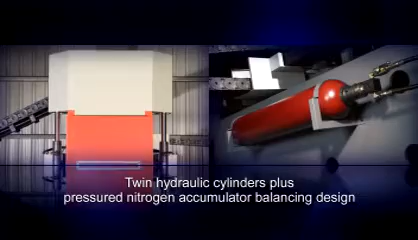 Twin hydraulic cylinders plus
pressured nitrogen accumulator balancing design